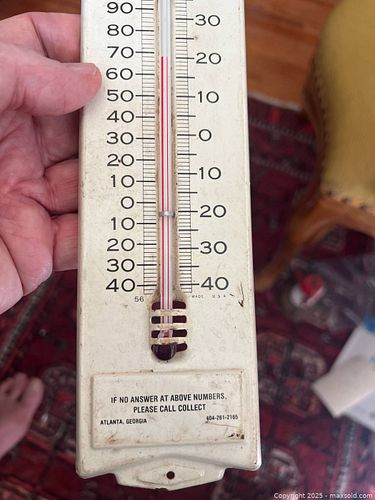 90 30
80
70 20
60
50 10
40
30 0
20
10 10
0 20
10
20 30
30
40 40
56 MADE U.S.A.
IF NO ANSWER AT ABOVE NUMBERS,
PLEASE CALL COLLECT
ATLANTA, GEORGIA 404-261-2165
Copyright 2025 - maxsold.com